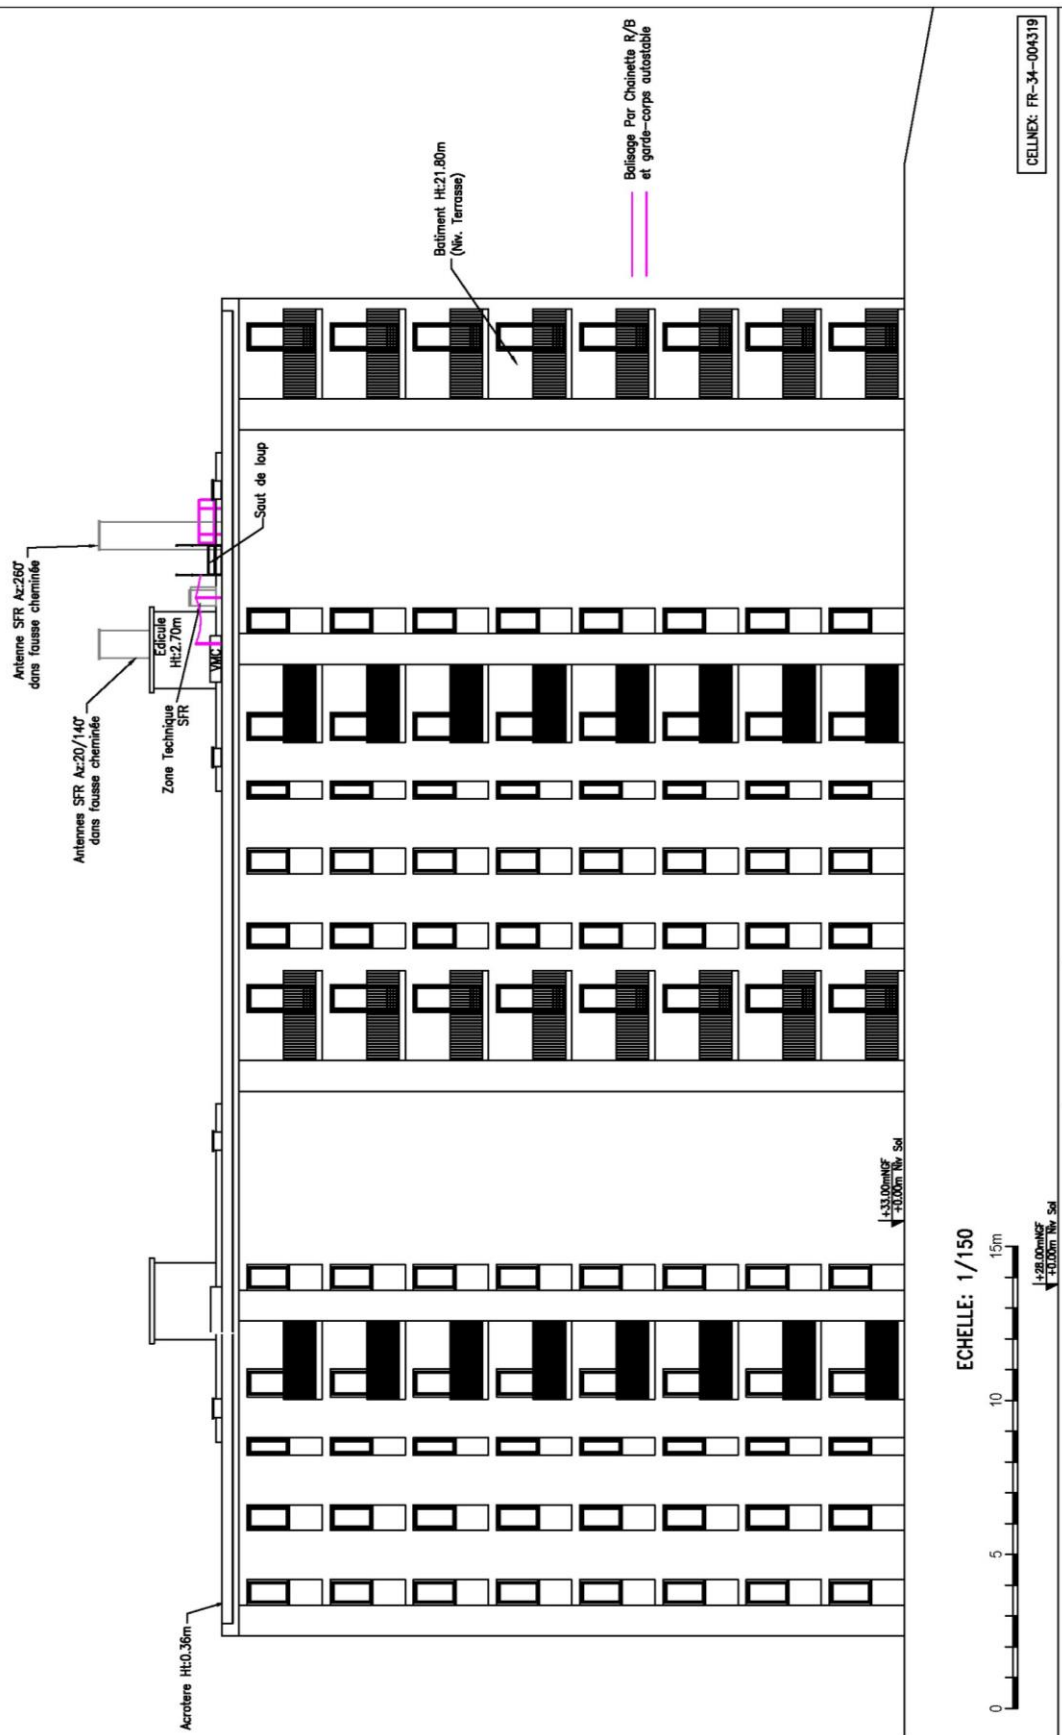 Acrotere Ht:0.36m
Antennes SFR Az:20/140°
dans fausse cheminée
Antenne SFR Az:260°
dans fausse cheminée
Zone Technique
SFR
Edicule
Ht:2.70m
VMC
Saut de loup
Batiment Ht:21.80m
(Niv. Terrasse)
Balisage Par Chainette R/B
et garde-corps autostable
+33.00mNGF
+0.00m Niv Sol
ECHELLE: 1/150
0
5
10
15m
+28.00mNGF
+0.00m Niv Sol
CELLNEX: FR-34-004319